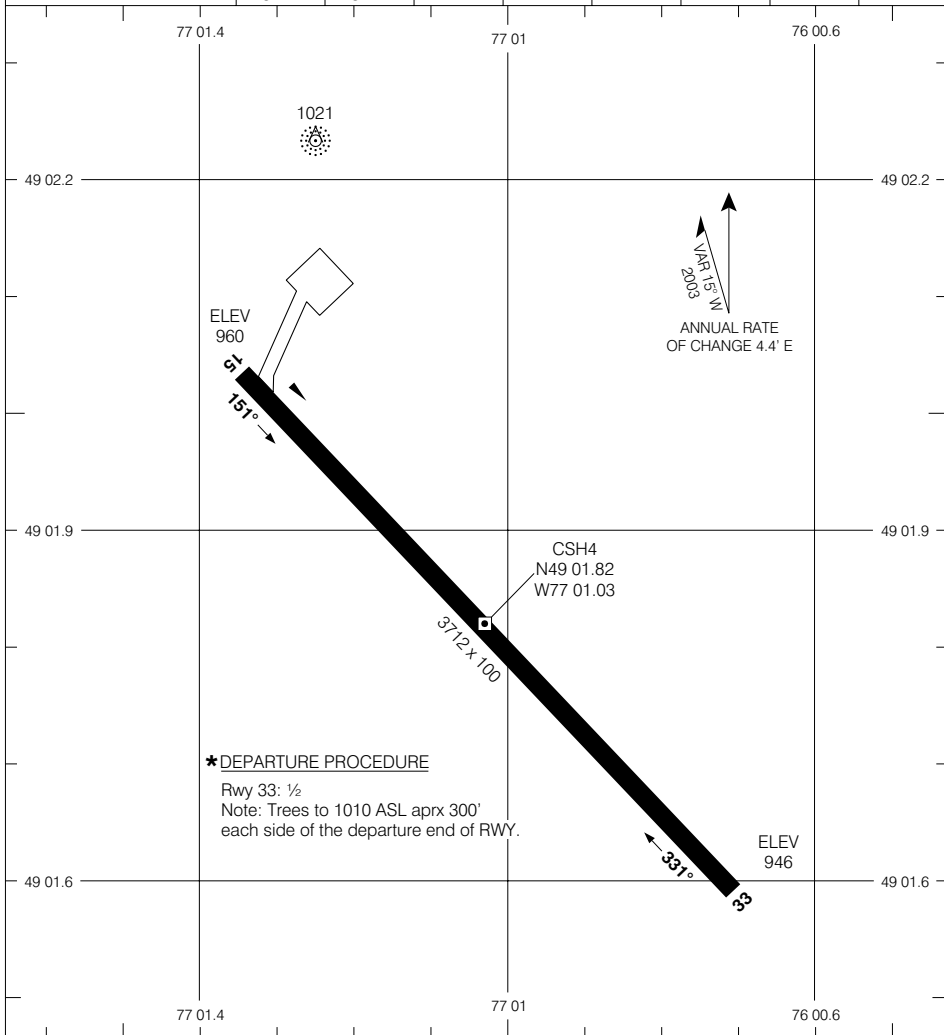 77 01.4
77 01
76 00.6
1021
49 02.2
49 02.2
VAR 15° W
2003
ANNUAL RATE
OF CHANGE 4.4' E
ELEV
960
15
151°
49 01.9
49 01.9
CSH4
N49 01.82
W77 01.03
3712 x 100
*DEPARTURE PROCEDURE
Rwy 33: ½
Note: Trees to 1010 ASL aprx 300'
each side of the departure end of RWY.
ELEV
946
331°
33
49 01.6
49 01.6
77 01.4
77 01
76 00.6